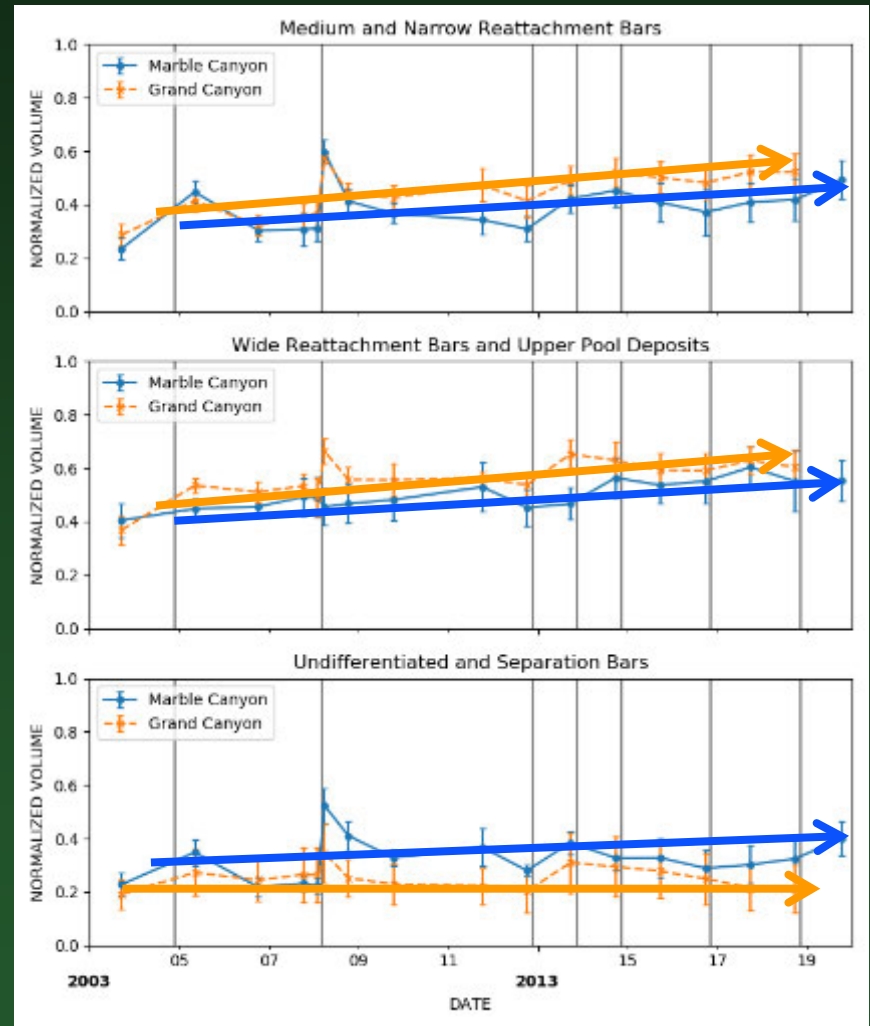 Medium and Narrow Reattachment Bars
1.0
Marble Canyon
Grand Canyon
0.8
0.6
0.4
0.2
0.0
NORMALIZED VOLUME
Wide Reattachment Bars and Upper Pool Deposits
1.0
Marble Canyon
Grand Canyon
0.8
0.6
0.4
0.2
0.0
NORMALIZED VOLUME
Undifferentiated and Separation Bars
1.0
Marble Canyon
Grand Canyon
0.8
0.6
0.4
0.2
0.0
NORMALIZED VOLUME
05 07 09 11 15 17 19
2003 2013
DATE